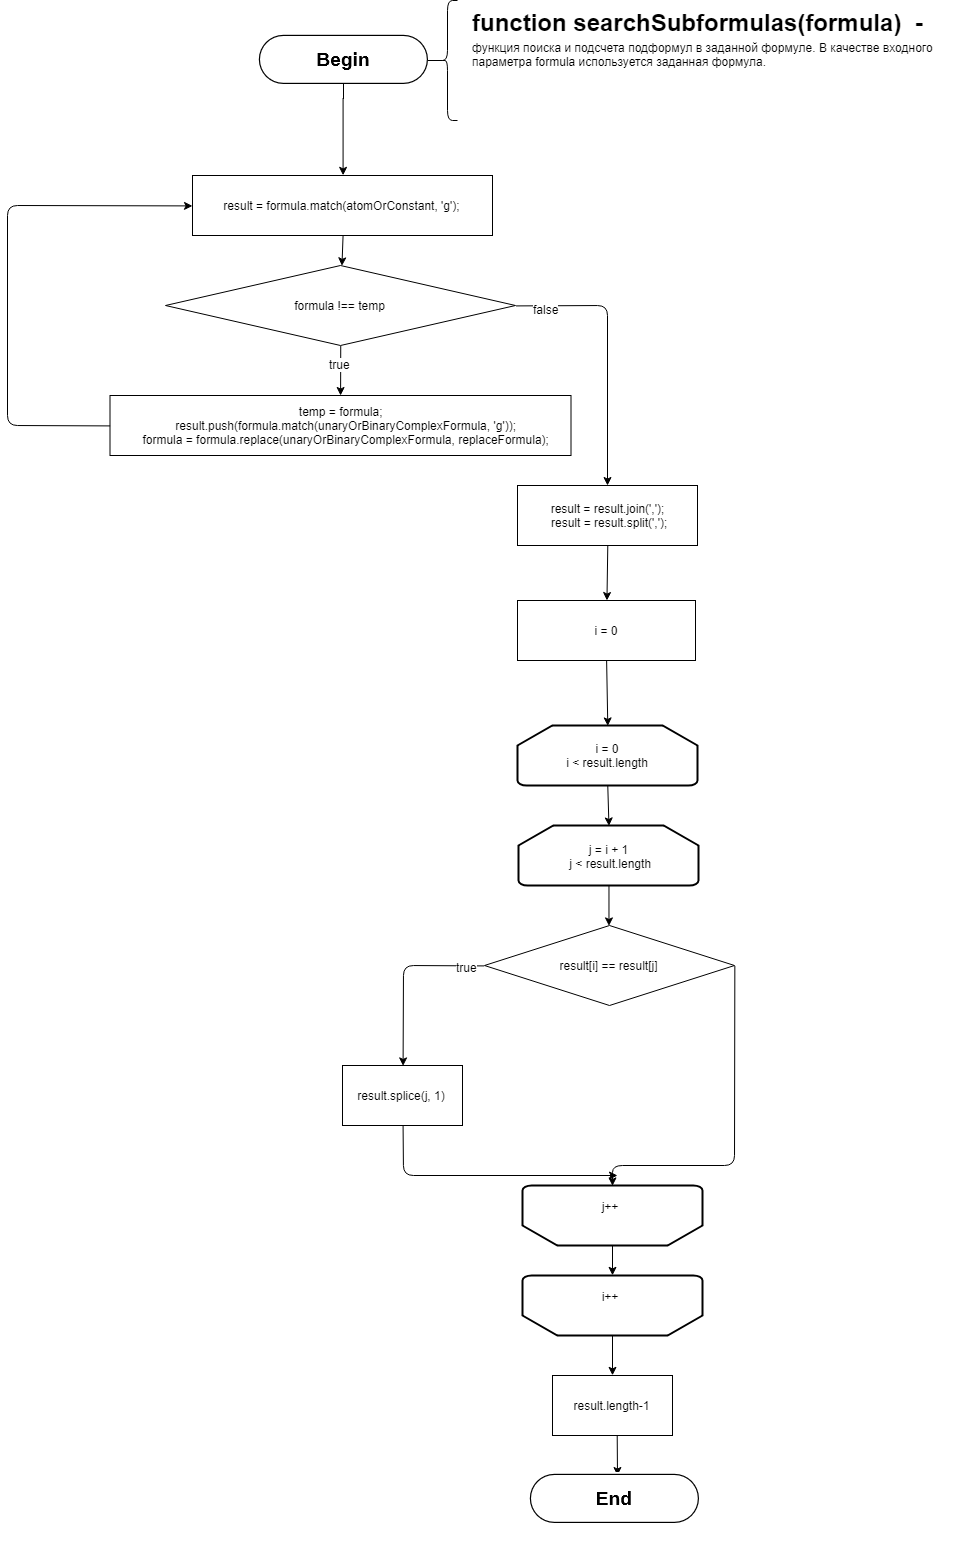 function searchSubformulas(formula) -
функция поиска и подсчета подформул в заданной формуле. В качестве входного
параметра formula используется заданная формула.
Begin
result = formula.match(atomOrConstant, 'g');
formula !== temp
false
true
temp = formula;
result.push(formula.match(unaryOrBinaryComplexFormula, 'g'));
formula = formula.replace(unaryOrBinaryComplexFormula, replaceFormula);
result = result.join(',');
result = result.split(',');
i = 0
i = 0
i < result.length
j = i + 1
j < result.length
result[i] == result[j]
true
result.splice(j, 1)
j++
i++
result.length-1
End